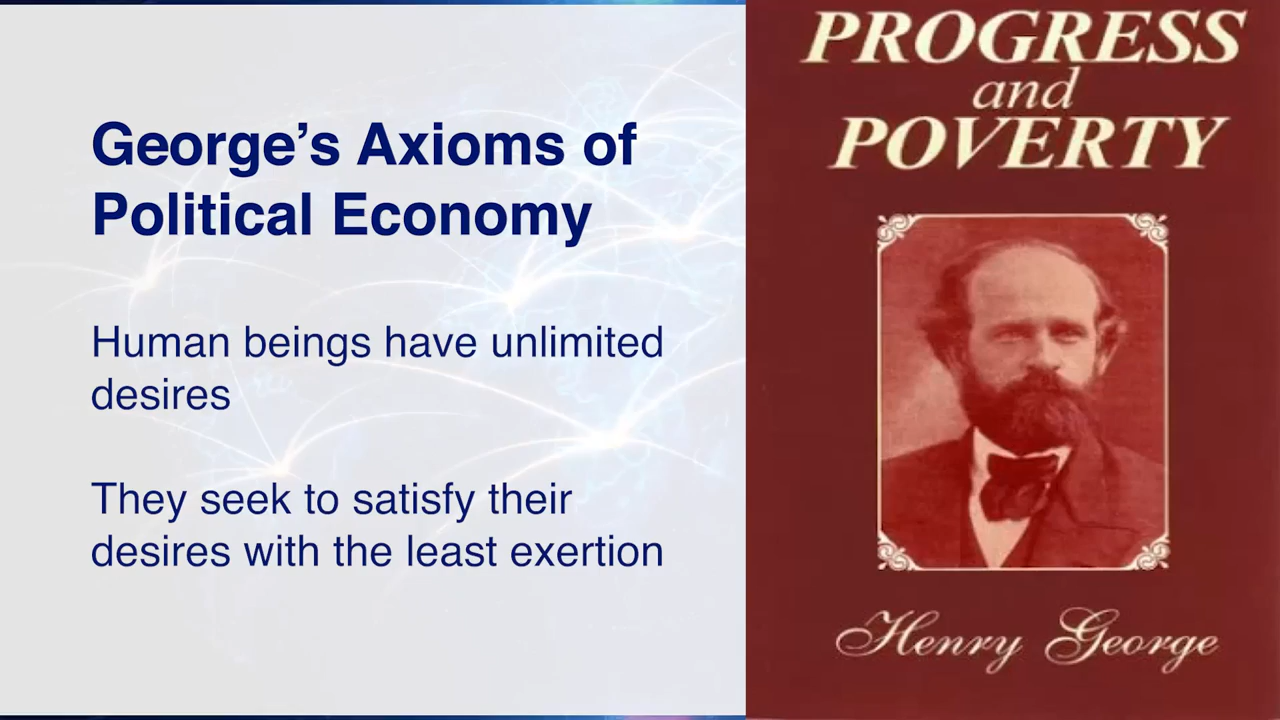 George’s Axioms of
Political Economy
Human beings have unlimited
desires
They seek to satisfy their
desires with the least exertion
PROGRESS
and
POVERTY
Henry George